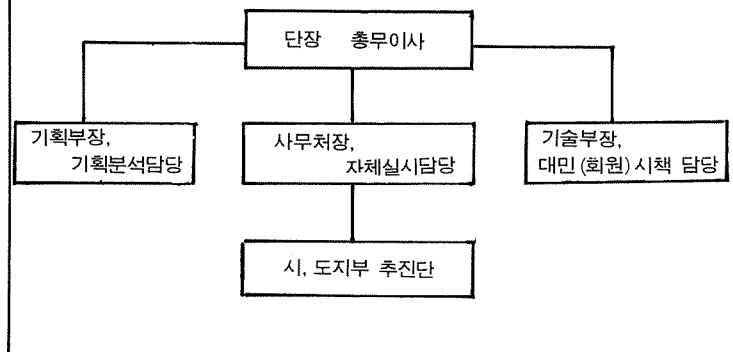 단장 총무이사
기획부장,
기획분석담당
사무처장,
자체실시담당
기술부장,
대민 (회원) 시책 담당
시, 도지부 추진단